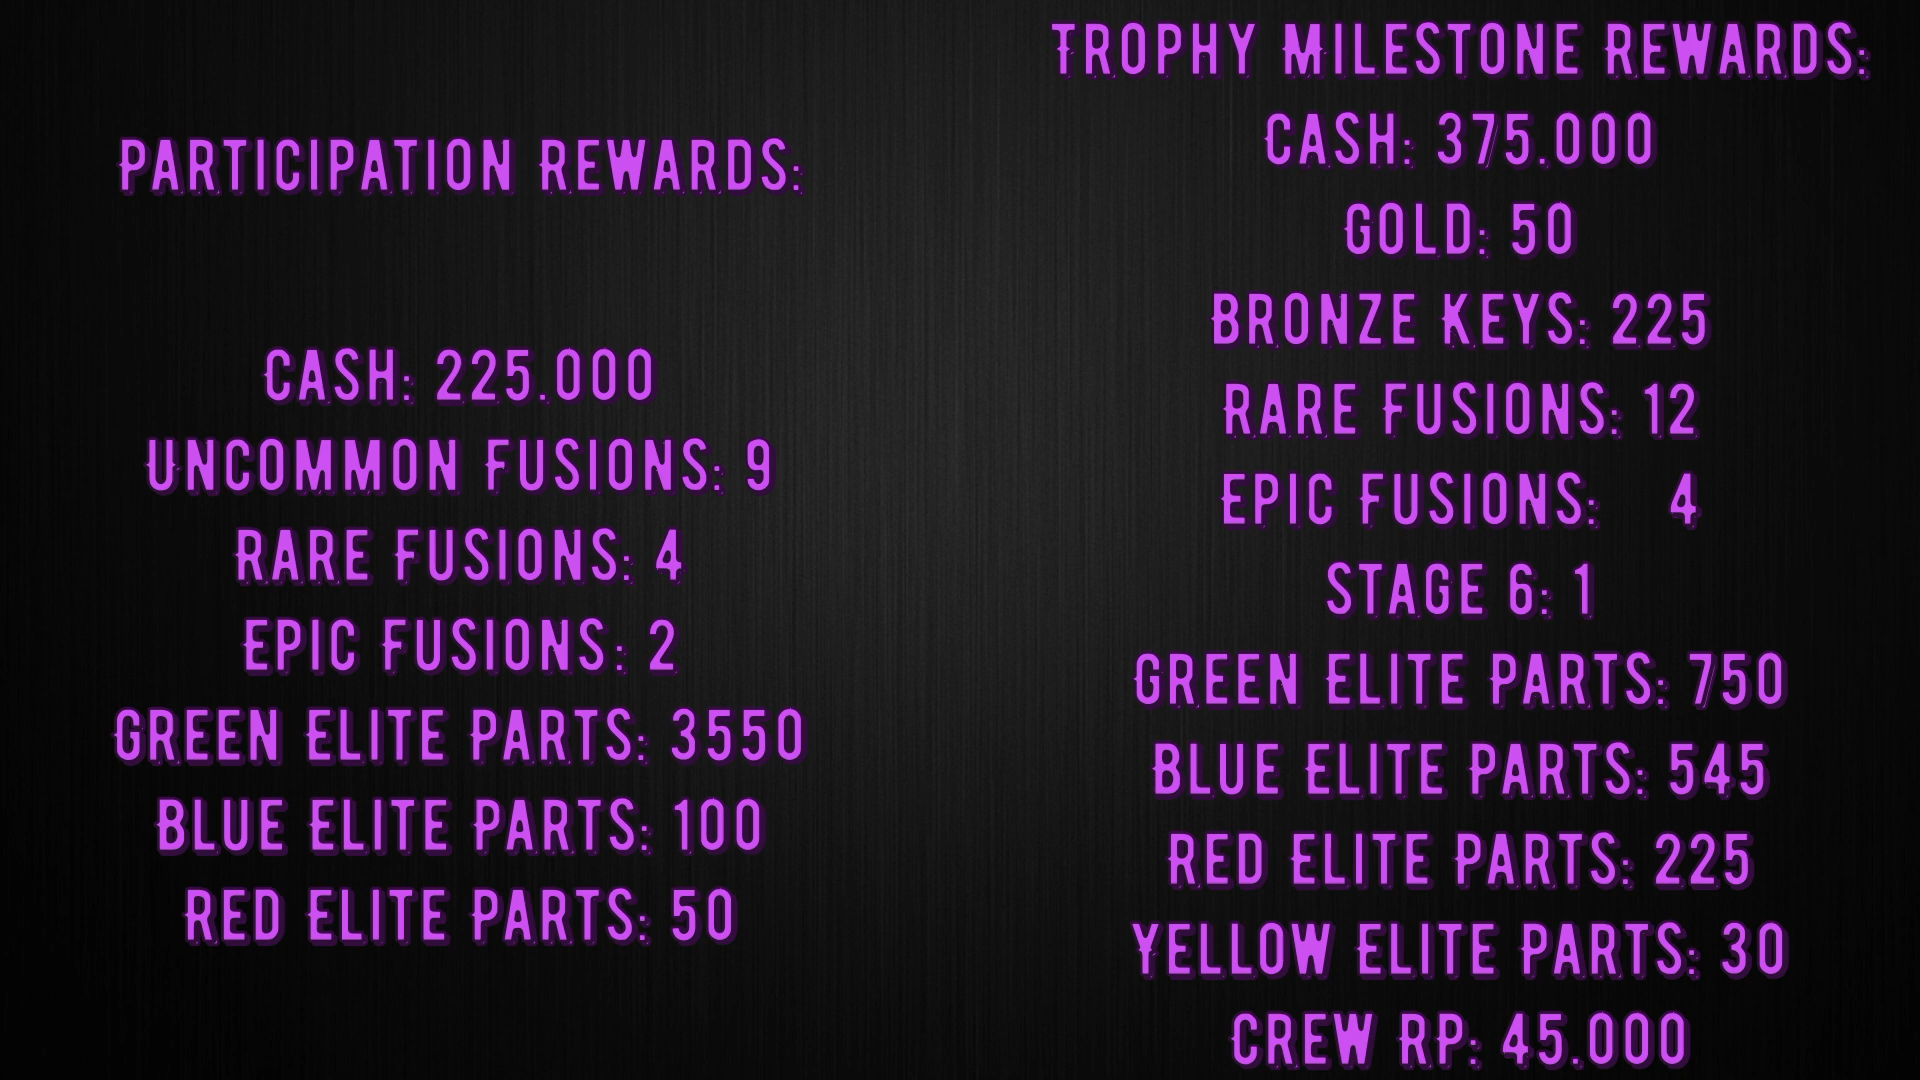 Participation Rewards:
Cash: 225.000
Uncommon Fusions: 9
Rare Fusions: 4
Epic Fusions: 2
Green Elite Parts: 3550
Blue Elite Parts: 100
Red Elite Parts: 50
Trophy Milestone Rewards:
Cash: 375.000
Gold: 50
Bronze Keys: 225
Rare Fusions: 12
Epic Fusions: 4
Stage 6: 1
Green Elite Parts: 750
Blue Elite Parts: 545
Red Elite Parts: 225
Yellow Elite Parts: 30
Crew RP: 45.000